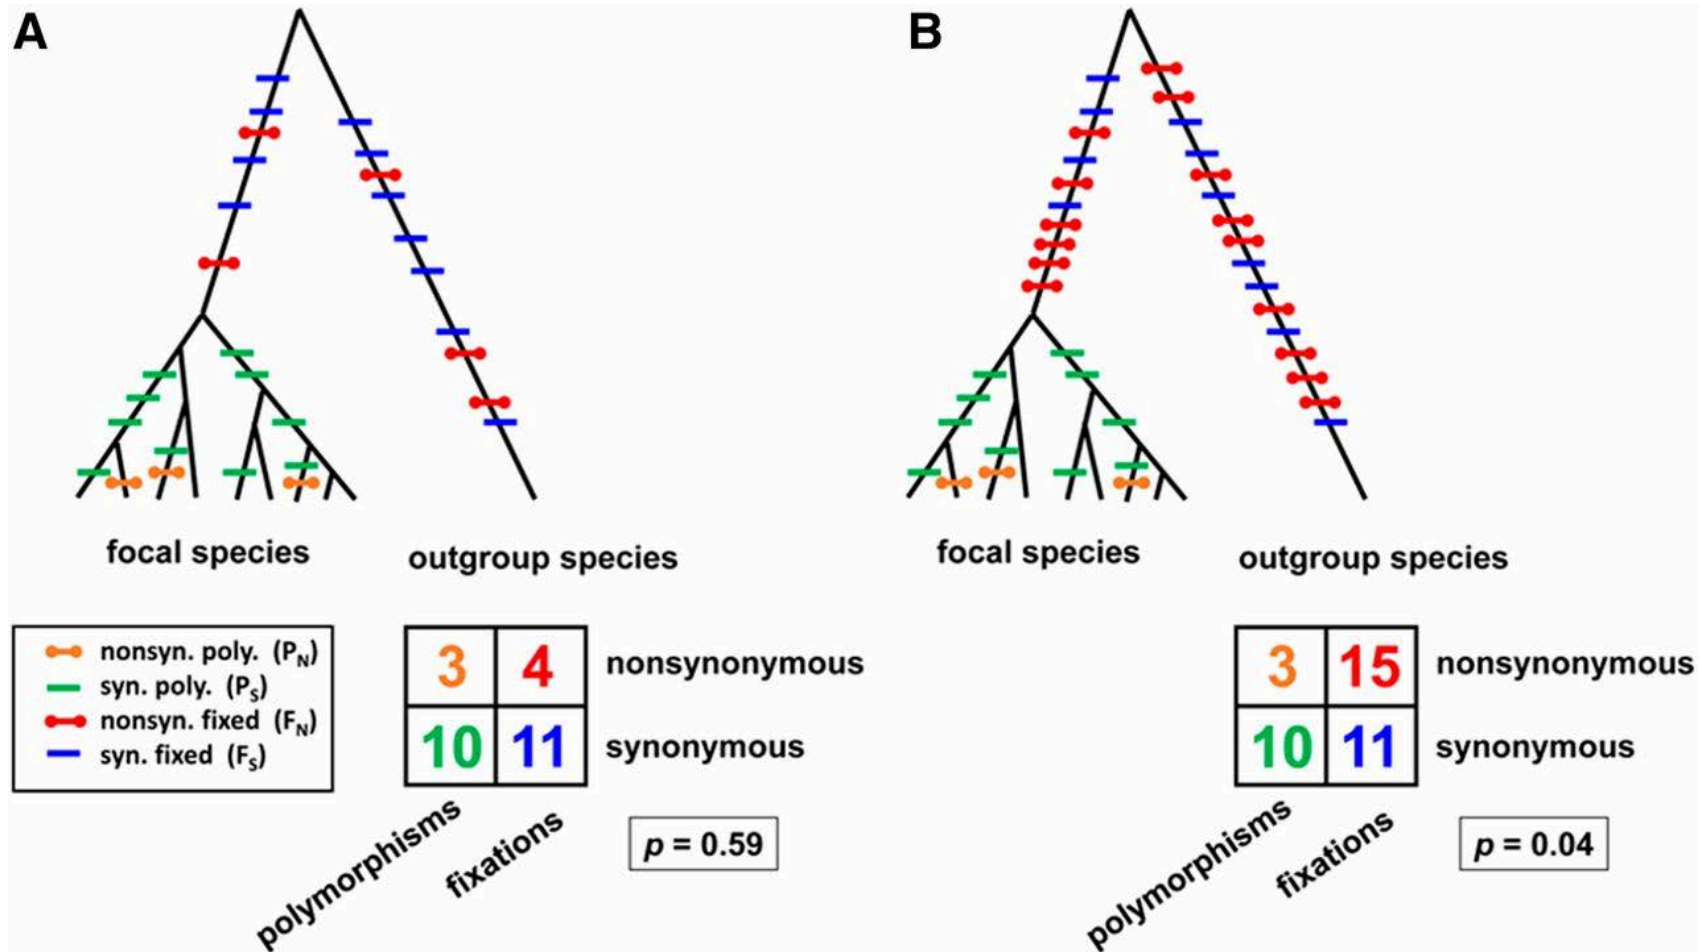 A
B
focal species
outgroup species
focal species
outgroup species
nonsyn. poly. (P_N)
syn. poly. (P_S)
nonsyn. fixed (F_N)
syn. fixed (F_S)
3 4 nonsynonymous
10 11 synonymous
polymorphisms
fixations
p = 0.59
3 15 nonsynonymous
10 11 synonymous
polymorphisms
fixations
p = 0.04